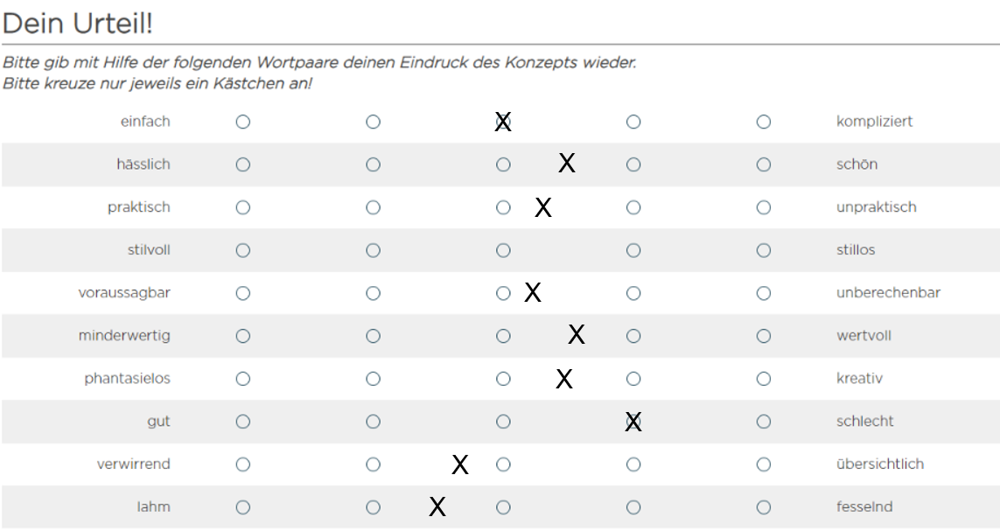 Dein Urteil!
Bitte gib mit Hilfe der folgenden Wortpaare deinen Eindruck des Konzepts wieder.
Bitte kreuze nur jeweils ein Kästchen an!
einfach X kompliziert
hässlich X schön
praktisch X unpraktisch
stilvoll stillos
voraussagbar X unberechenbar
minderwertig X wertvoll
phantasielos X kreativ
gut X schlecht
verwirrend X übersichtlich
lahm X fesselnd